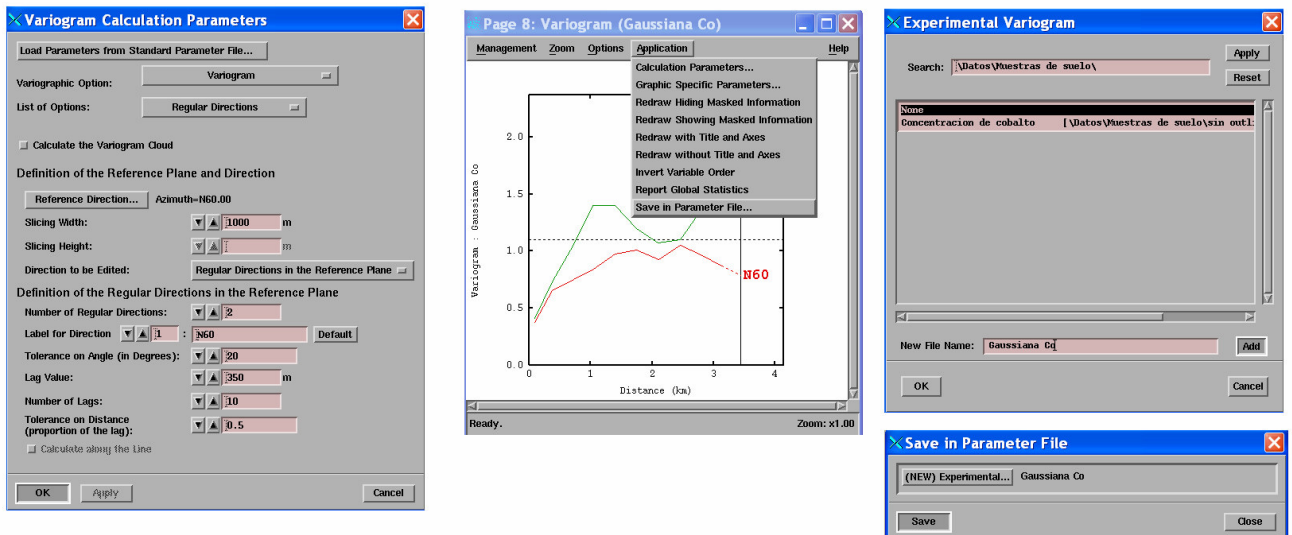 Variogram Calculation Parameters
Load Parameters from Standard Parameter File...
Variographic Option: Variogram
List of Options: Regular Directions
Calculate the Variogram Cloud
Definition of the Reference Plane and Direction
Reference Direction... Azimuth=N60.00
Slicing Width: 1000 m
Slicing Height: m
Direction to be Edited: Regular Directions in the Reference Plane
Definition of the Regular Directions in the Reference Plane
Number of Regular Directions: 2
Label for Direction 1 : N60 Default
Tolerance on Angle (in Degrees): 20
Lag Value: 350 m
Number of Lags: 10
Tolerance on Distance
(proportion of the lag): 0.5
Calculate along the Line
OK Apply Cancel
Page 8: Variogram (Gaussiana Co)
Management Zoom Options Application Help
Calculation Parameters...
Graphic Specific Parameters...
Redraw Hiding Masked Information
Redraw Showing Masked Information
Redraw with Title and Axes
Redraw without Title and Axes
Invert Variable Order
Report Global Statistics
Save in Parameter File...
Variogram : Gaussiana Co
2.0
1.5
1.0
0.5
0.0
N60
0 1 2 3 4
Distance (km)
Ready. Zoom: x1.00
Experimental Variogram
Search: \Datos\Muestras de suelo\
Apply
Reset
None
Concentracion de cobalto [\Datos\Muestras de suelo\sin outl:
New File Name: Gaussiana Co Add
OK Cancel
Save in Parameter File
(NEW) Experimental... Gaussiana Co
Save Close